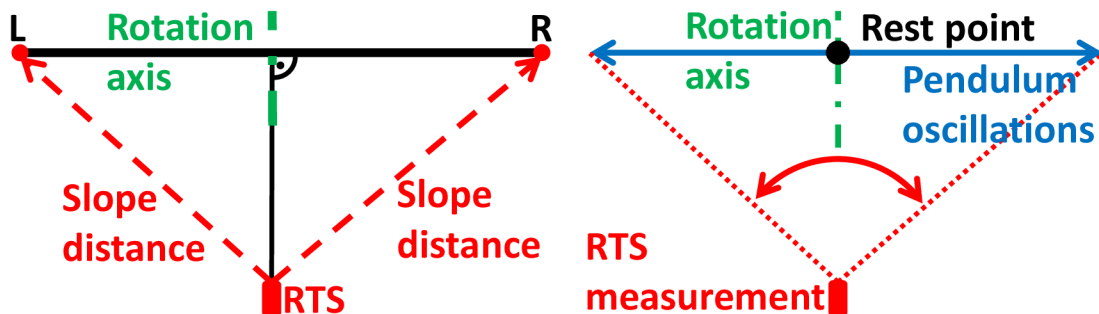 L
Rotation
axis
R
Slope
distance
Slope
distance
RTS
Rotation
axis
Rest point
Pendulum
oscillations
RTS
measurement